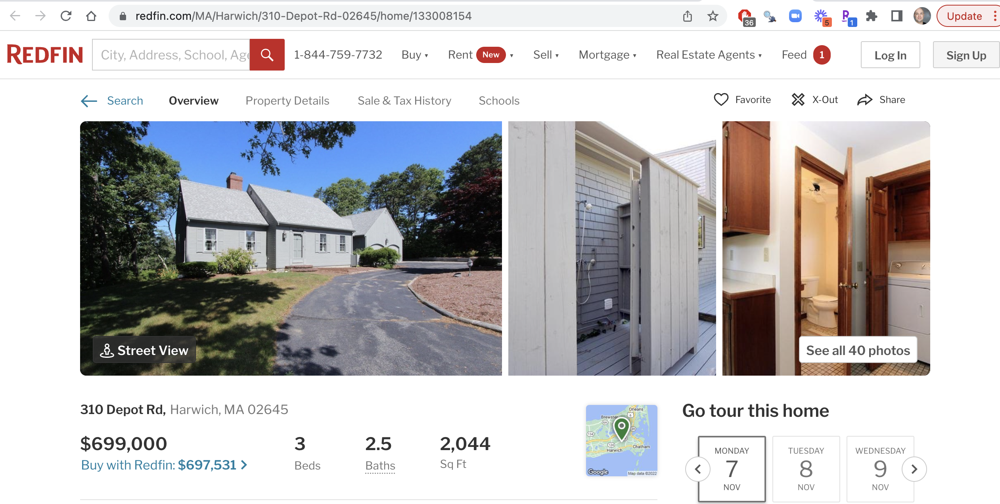 redfin.com/MA/Harwich/310-Depot-Rd-02645/home/133008154
36
5
1
Update
REDFIN
City, Address, School, Age
1-844-759-7732
Buy
Rent New
Sell
Mortgage
Real Estate Agents
Feed 1
Log In
Sign Up
Search
Overview
Property Details
Sale & Tax History
Schools
Favorite
X-Out
Share
Street View
See all 40 photos
310 Depot Rd, Harwich, MA 02645
$699,000
Buy with Redfin: $697,531
3
Beds
2.5
Baths
2,044
Sq Ft
Orleans
Brewster
6
6A
28
134
124
Harwich
Chatham
Google
Map data ©2022
Go tour this home
MONDAY
7
NOV
TUESDAY
8
NOV
WEDNESDAY
9
NOV